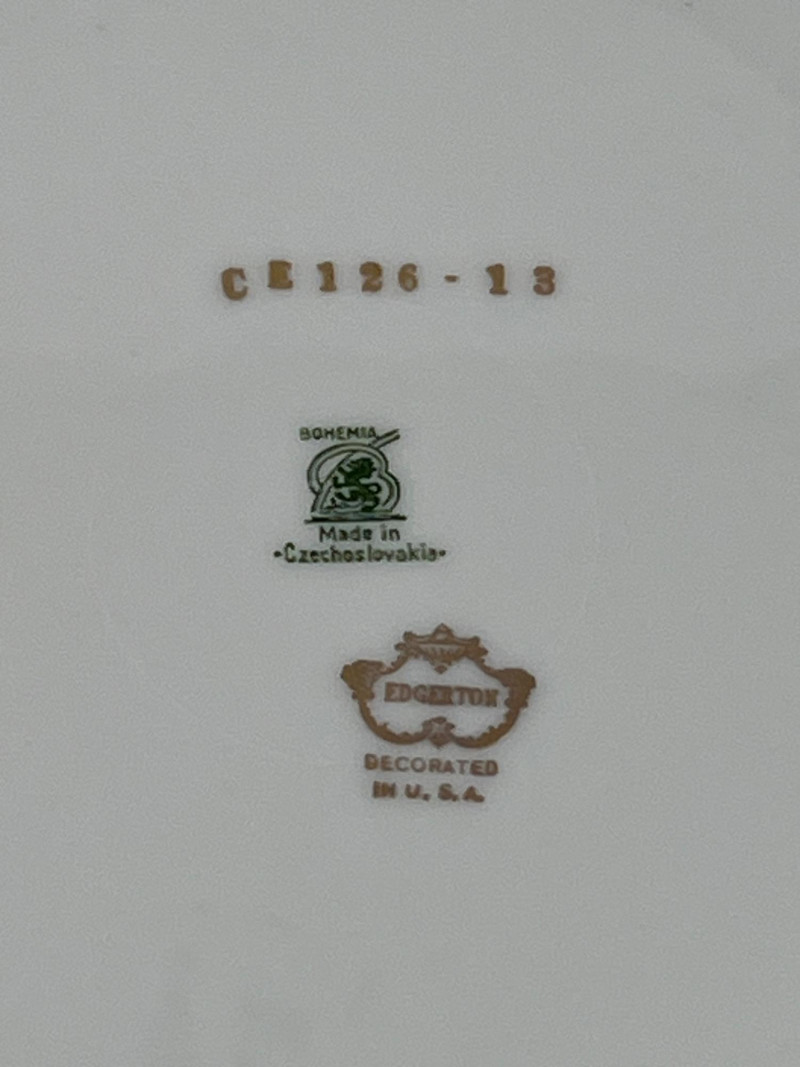 CE126-13
BOHEMIA
Made in
•Czechoslovakia•
EDGERTON
DECORATED
IN U.S.A.